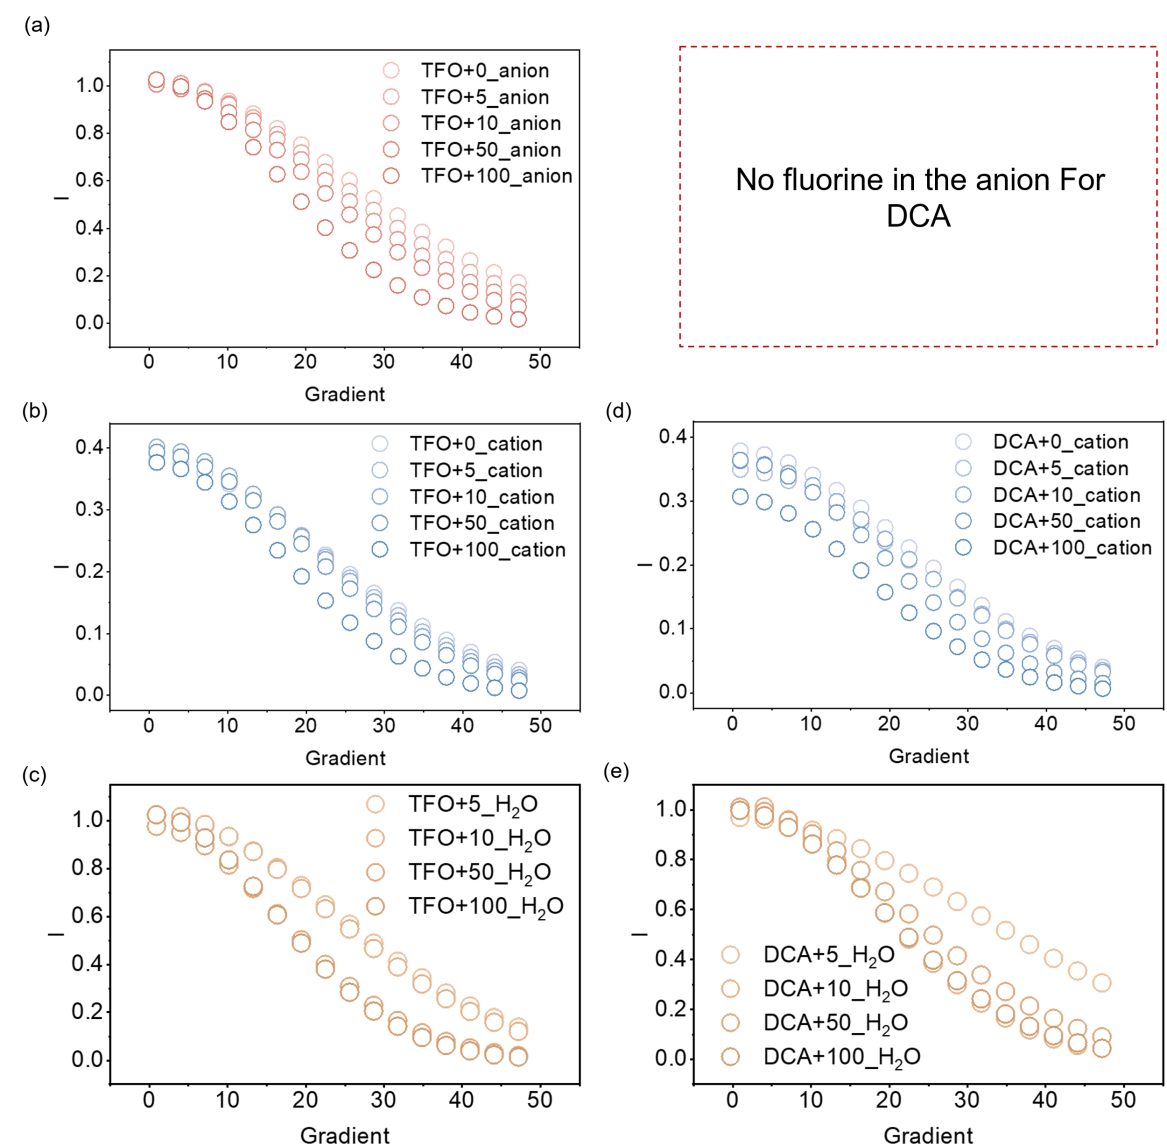 (a)
TFO+0_anion
TFO+5_anion
TFO+10_anion
TFO+50_anion
TFO+100_anion
1.0
0.8
0.6
0.4
0.2
0.0
I
0 10 20 30 40 50
Gradient
No fluorine in the anion For
DCA
(b)
TFO+0_cation
TFO+5_cation
TFO+10_cation
TFO+50_cation
TFO+100_cation
0.4
0.3
0.2
0.1
0.0
I
0 10 20 30 40 50
Gradient
(d)
DCA+0_cation
DCA+5_cation
DCA+10_cation
DCA+50_cation
DCA+100_cation
0.4
0.3
0.2
0.1
0.0
I
0 10 20 30 40 50
Gradient
(c)
TFO+5_H₂O
TFO+10_H₂O
TFO+50_H₂O
TFO+100_H₂O
1.0
0.8
0.6
0.4
0.2
0.0
I
0 10 20 30 40 50
Gradient
(e)
1.0
0.8
0.6
0.4
0.2
0.0
I
DCA+5_H₂O
DCA+10_H₂O
DCA+50_H₂O
DCA+100_H₂O
0 10 20 30 40 50
Gradient